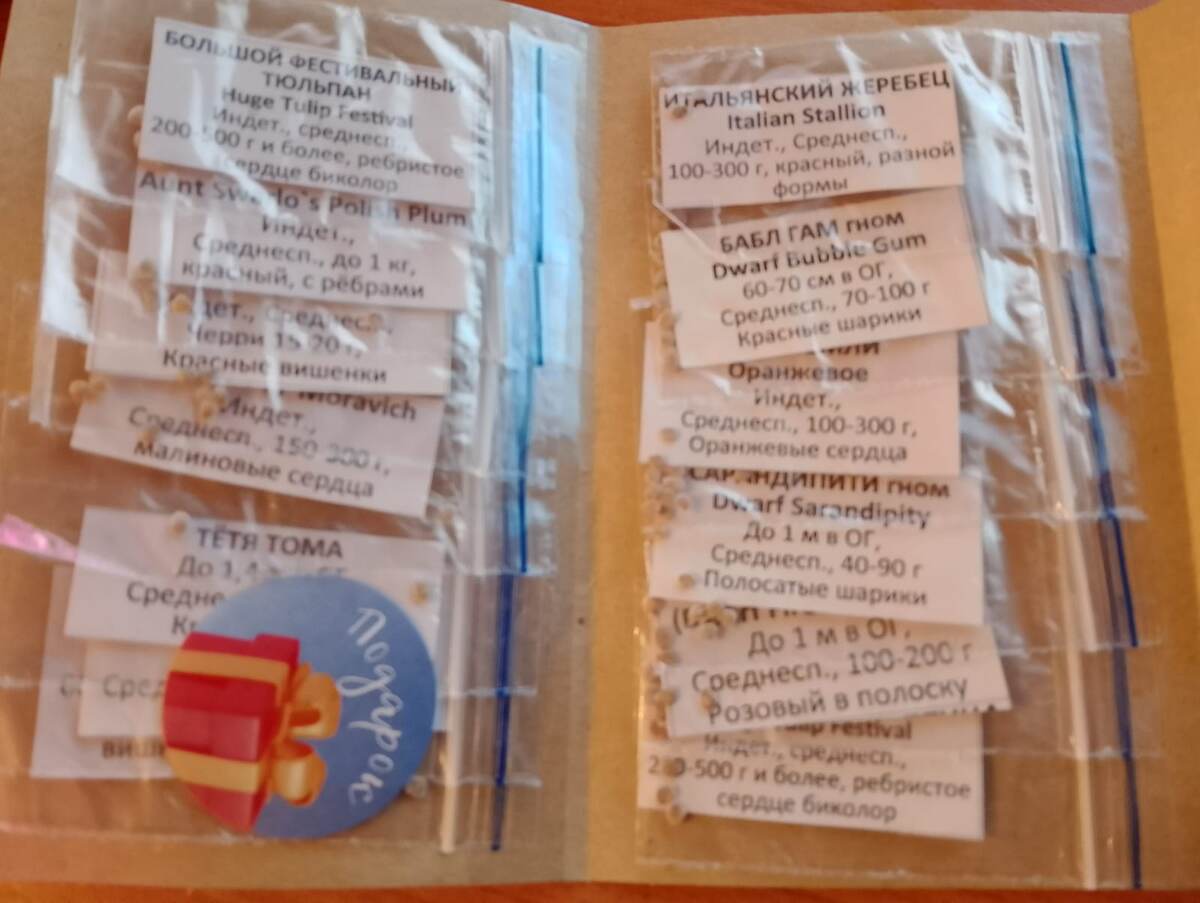 БОЛЬШОЙ ФЕСТИВАЛЬНЫЙ
ТЮЛЬПАН
Huge Tulip Festival
Индет., среднесп.,
200-500 г и более, ребристое
сердце биколор
Aunt Swarlo's Polish Plum
Индет.,
Среднесп., до 1 кг,
красный, с рёбрами
Среднесп.,
Черри 15-20 г,
Красные вишенки
Moravich
Индет.,
Среднесп., 150-300 г,
малиновые сердца
ТЁТЯ ТОМА
До
Подарок
ИТАЛЬЯНСКИЙ ЖЕРЕБЕЦ
Italian Stallion
Индет., Среднесп.,
100-300 г, красный, разной
формы
БАБЛ ГАМ гном
Dwarf Bubble Gum
60-70 см в ОГ,
Среднесп., 70-100 г
Красные шарики
Оранжевое
Индет.,
Среднесп., 100-300 г,
Оранжевые сердца
САРАНДИПИТИ гном
Dwarf Sarandipity
До 1 м в ОГ,
Среднесп., 40-90 г
Полосатые шарики
До 1 м в ОГ,
Среднесп., 100-200 г
Розовый в полоску
Tulip Festival
Индет., среднесп.,
200-500 г и более, ребристое
сердце биколор